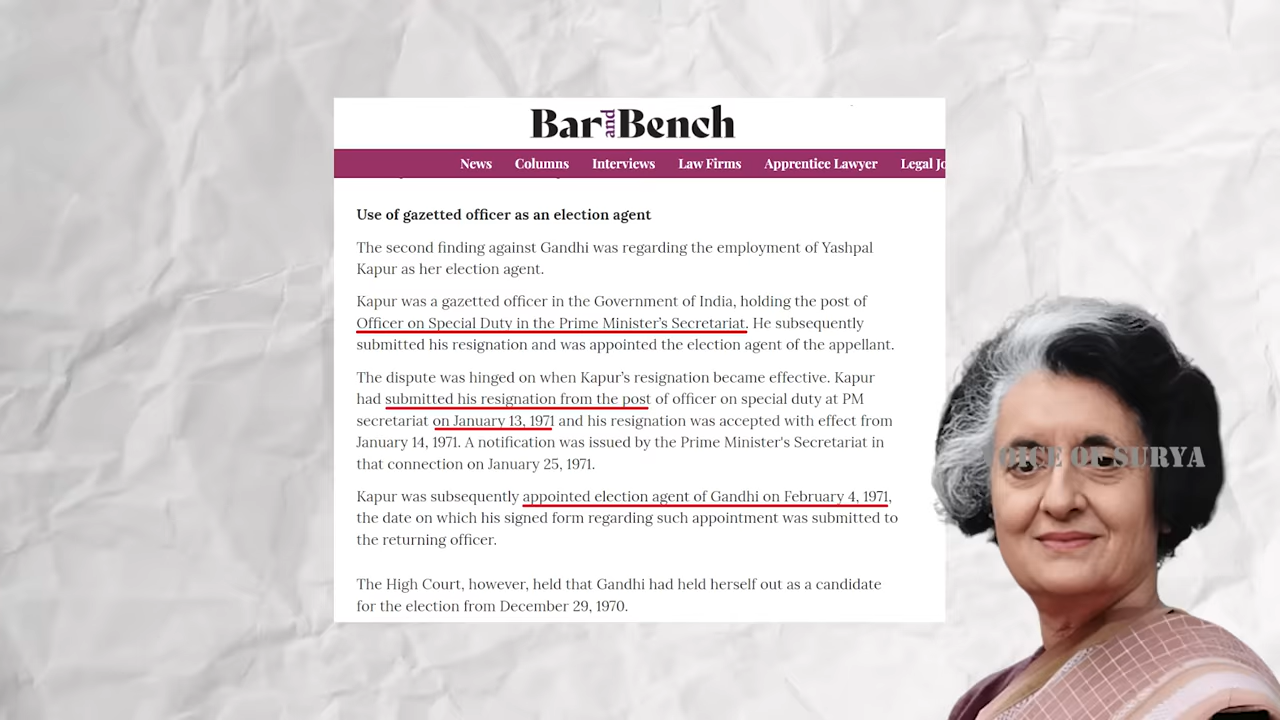 Bar and Bench
News Columns Interviews Law Firms Apprentice Lawyer Legal Jo
Use of gazetted officer as an election agent
The second finding against Gandhi was regarding the employment of Yashpal
Kapur as her election agent.
Kapur was a gazetted officer in the Government of India, holding the post of
Officer on Special Duty in the Prime Minister’s Secretariat. He subsequently
submitted his resignation and was appointed the election agent of the appellant.
The dispute was hinged on when Kapur’s resignation became effective. Kapur
had submitted his resignation from the post of officer on special duty at PM
secretariat on January 13, 1971 and his resignation was accepted with effect from
January 14, 1971. A notification was issued by the Prime Minister's Secretariat in
that connection on January 25, 1971.
Kapur was subsequently appointed election agent of Gandhi on February 4, 1971,
the date on which his signed form regarding such appointment was submitted to
the returning officer.
The High Court, however, held that Gandhi had held herself out as a candidate
for the election from December 29, 1970.
VOICE OF SURYA